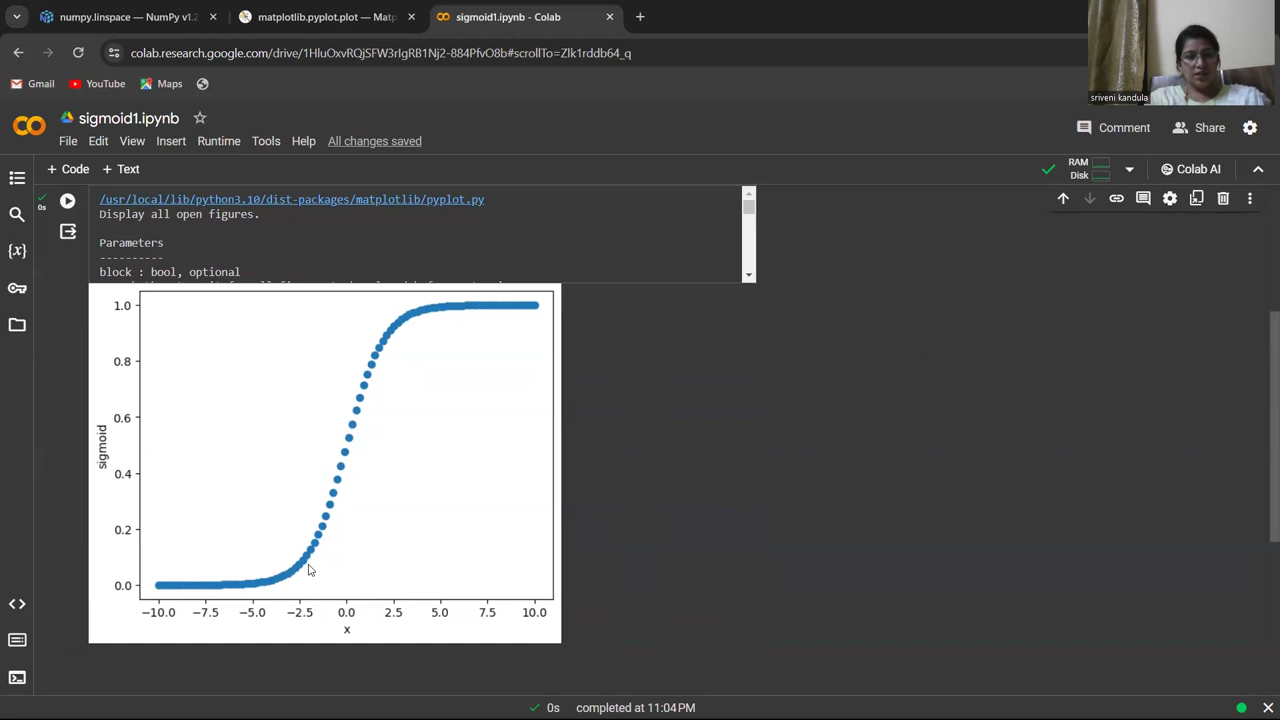 numpy.linspace — NumPy v1.2
matplotlib.pyplot.plot — Mat
sigmoid1.ipynb - Colab
colab.research.google.com/drive/1HluOxvRQjSFW3rIgRB1Nj2-884PfvO8b#scrollTo=Zlk1rddb64_q
Gmail
YouTube
Maps
sriveni kandula
sigmoid1.ipynb
File Edit View Insert Runtime Tools Help All changes saved
Comment
Share
+ Code + Text
RAM
Disk
Colab AI
0s
/usr/local/lib/python3.10/dist-packages/matplotlib/pyplot.py
Display all open figures.
Parameters
----------
block : bool, optional
1.0
0.8
0.6
0.4
0.2
0.0
sigmoid
−10.0 −7.5 −5.0 −2.5 0.0 2.5 5.0 7.5 10.0
x
0s completed at 11:04 PM